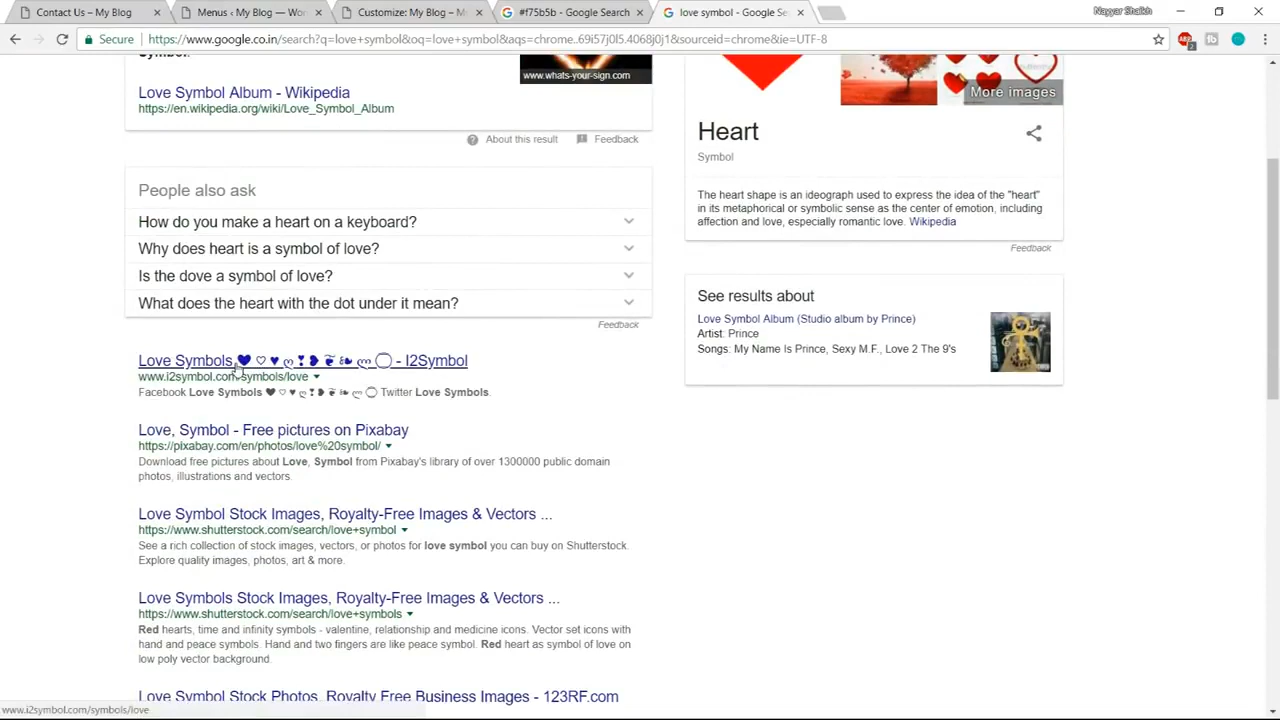 Contact Us – My Blog
Menus ‹ My Blog — Wor
Customize: My Blog – M
#f75b5b - Google Search
love symbol - Google Se
Nayyar Shaikh
Secure
https://www.google.co.in/search?q=love+symbol&oq=love+symbol&aqs=chrome..69i57j0l5.4068j0j1&sourceid=chrome&ie=UTF-8
symbol.
www.whats-your-sign.com
Love Symbol Album - Wikipedia
https://en.wikipedia.org/wiki/Love_Symbol_Album
About this result
Feedback
People also ask
How do you make a heart on a keyboard?
Why does heart is a symbol of love?
Is the dove a symbol of love?
What does the heart with the dot under it mean?
Feedback
Love Symbols ❤ ♡ ♥ ღ ❣ ❥ ❦ ❧ ლ ۝ - I2Symbol
www.i2symbol.com/symbols/love
Facebook Love Symbols ❤ ♡ ♥ ღ ❣ ❥ ❦ ❧ ლ ۝ Twitter Love Symbols.
Love, Symbol - Free pictures on Pixabay
https://pixabay.com/en/photos/love%20symbol/
Download free pictures about Love, Symbol from Pixabay's library of over 1300000 public domain
photos, illustrations and vectors.
Love Symbol Stock Images, Royalty-Free Images & Vectors ...
https://www.shutterstock.com/search/love+symbol
See a rich collection of stock images, vectors, or photos for love symbol you can buy on Shutterstock.
Explore quality images, photos, art & more.
Love Symbols Stock Images, Royalty-Free Images & Vectors ...
https://www.shutterstock.com/search/love+symbols
Red hearts, time and infinity symbols - valentine, relationship and medicine icons. Vector set icons with
hand and peace symbols. Hand and two fingers are like peace symbol. Red heart as symbol of love on
low poly vector background.
Love Symbol Stock Photos, Royalty Free Business Images - 123RF.com
www.i2symbol.com/symbols/love
More images
Heart
Symbol
The heart shape is an ideograph used to express the idea of the "heart"
in its metaphorical or symbolic sense as the center of emotion, including
affection and love, especially romantic love. Wikipedia
Feedback
See results about
Love Symbol Album (Studio album by Prince)
Artist: Prince
Songs: My Name Is Prince, Sexy M.F., Love 2 The 9's